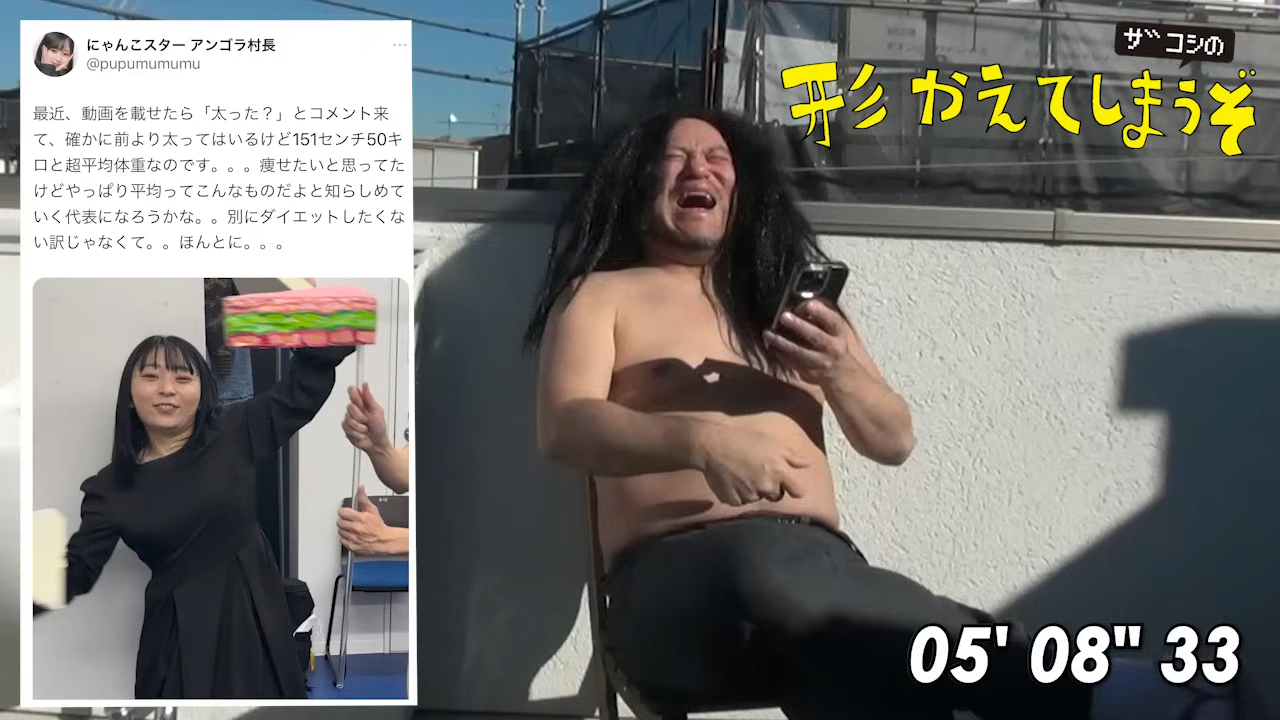 にゃんこスター アンゴラ村長
@pupumumumu
最近、動画を載せたら「太った？」とコメント来
て、確かに前より太ってはいるけど151センチ50キ
ロと超平均体重なのです。。。痩せたいと思ってた
けどやっぱり平均ってこんなものだよと知らしめて
いく代表になろうかな。。別にダイエットしたくな
い訳じゃなくて。。ほんとに。。。
ザコシの
形かえてしまうぞ
05' 08" 33